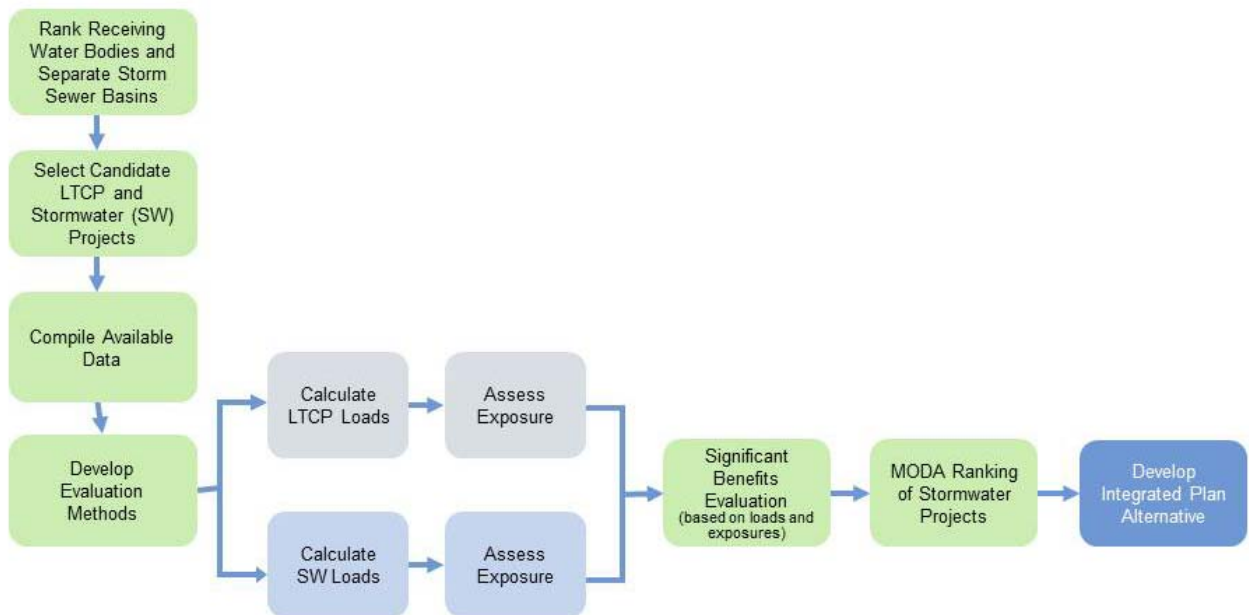 Rank Receiving
Water Bodies and
Separate Storm
Sewer Basins
Select Candidate
LTCP and
Stormwater (SW)
Projects
Compile Available
Data
Develop
Evaluation
Methods
Calculate
LTCP Loads
Assess
Exposure
Calculate
SW Loads
Assess
Exposure
Significant
Benefits
Evaluation
(based on loads and
exposures)
MODA Ranking
of Stormwater
Projects
Develop
Integrated Plan
Alternative